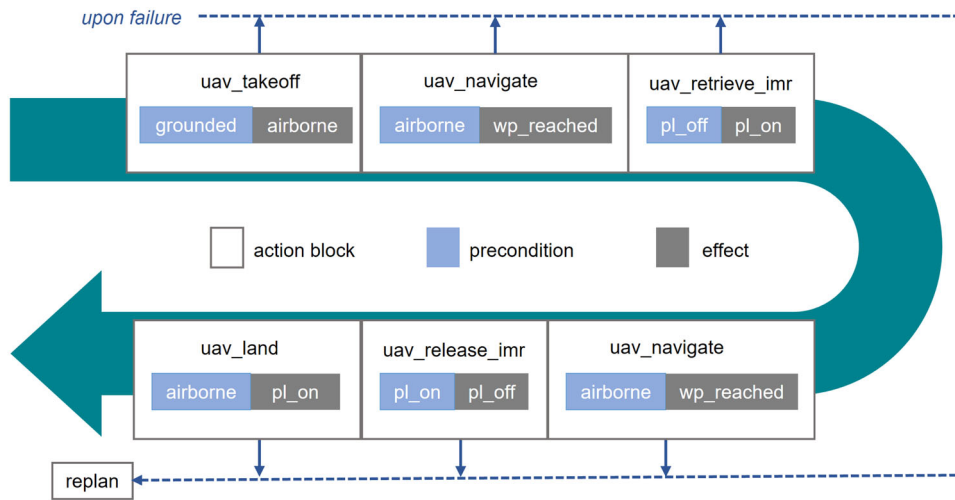 upon failure
uav_takeoff
grounded airborne
uav_navigate
airborne wp_reached
uav_retrieve_imr
pl_off pl_on
action block
precondition
effect
uav_land
airborne pl_on
uav_release_imr
pl_on pl_off
uav_navigate
airborne wp_reached
replan